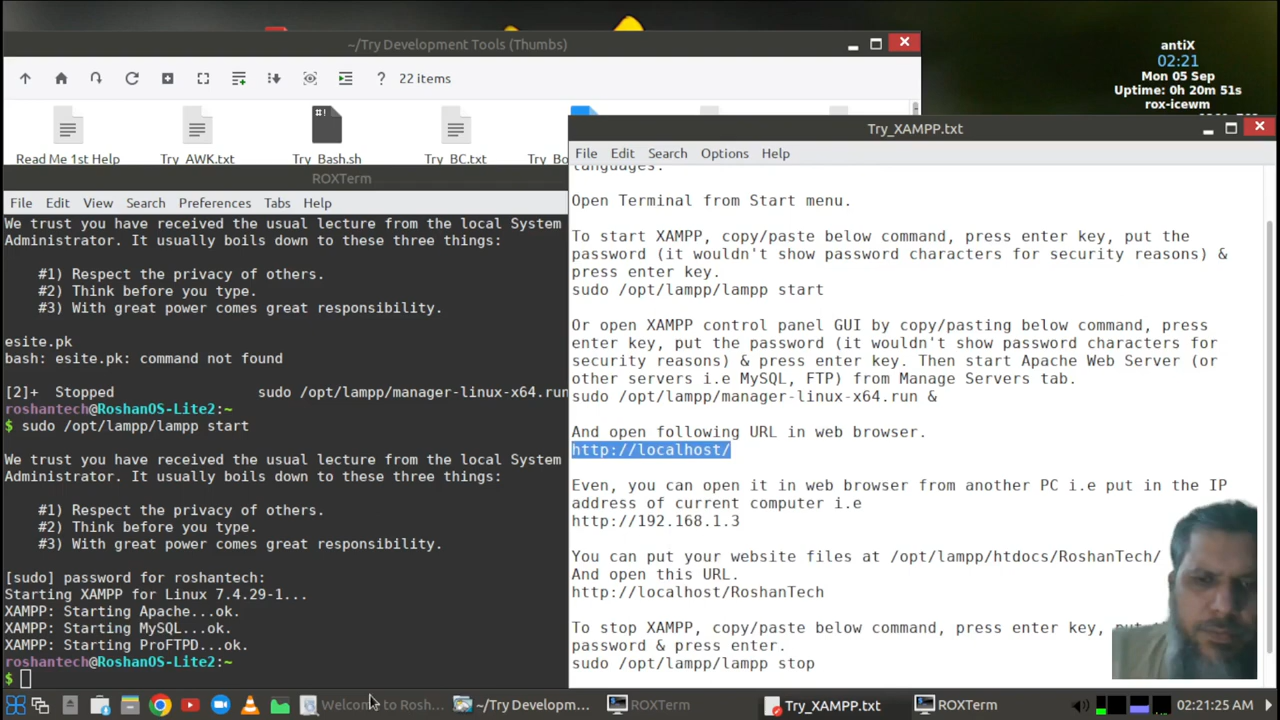 ~/Try Development Tools (Thumbs)
? 22 items
antiX
02:21
Mon 05 Sep
Uptime: 0h 20m 51s
rox-icewm
Read Me 1st Help
Try_AWK.txt
Try_Bash.sh
Try_BC.txt
Try_XAMPP.txt
File Edit Search Options Help
languages.
Open Terminal from Start menu.
To start XAMPP, copy/paste below command, press enter key, put the
password (it wouldn't show password characters for security reasons) &
press enter key.
sudo /opt/lampp/lampp start
Or open XAMPP control panel GUI by copy/pasting below command, press
enter key, put the password (it wouldn't show password characters for
security reasons) & press enter key. Then start Apache Web Server (or
other servers i.e MySQL, FTP) from Manage Servers tab.
sudo /opt/lampp/manager-linux-x64.run &
And open following URL in web browser.
http://localhost/
Even, you can open it in web browser from another PC i.e put in the IP
address of current computer i.e
http://192.168.1.3
You can put your website files at /opt/lampp/htdocs/RoshanTech/
And open this URL.
http://localhost/RoshanTech
To stop XAMPP, copy/paste below command, press enter key,
password & press enter.
sudo /opt/lampp/lampp stop
ROXTerm
File Edit View Search Preferences Tabs Help
We trust you have received the usual lecture from the local System
Administrator. It usually boils down to these three things:
#1) Respect the privacy of others.
#2) Think before you type.
#3) With great power comes great responsibility.
esite.pk
bash: esite.pk: command not found
[2]+ Stopped sudo /opt/lampp/manager-linux-x64.run
roshantech@RoshanOS-Lite2:~
$ sudo /opt/lampp/lampp start
We trust you have received the usual lecture from the local System
Administrator. It usually boils down to these three things:
#1) Respect the privacy of others.
#2) Think before you type.
#3) With great power comes great responsibility.
[sudo] password for roshantech:
Starting XAMPP for Linux 7.4.29-1...
XAMPP: Starting Apache...ok.
XAMPP: Starting MySQL...ok.
XAMPP: Starting ProFTPD...ok.
roshantech@RoshanOS-Lite2:~
$
Welcome to Rosh... ~/Try Developm... ROXTerm Try_XAMPP.txt ROXTerm 02:21:25 AM